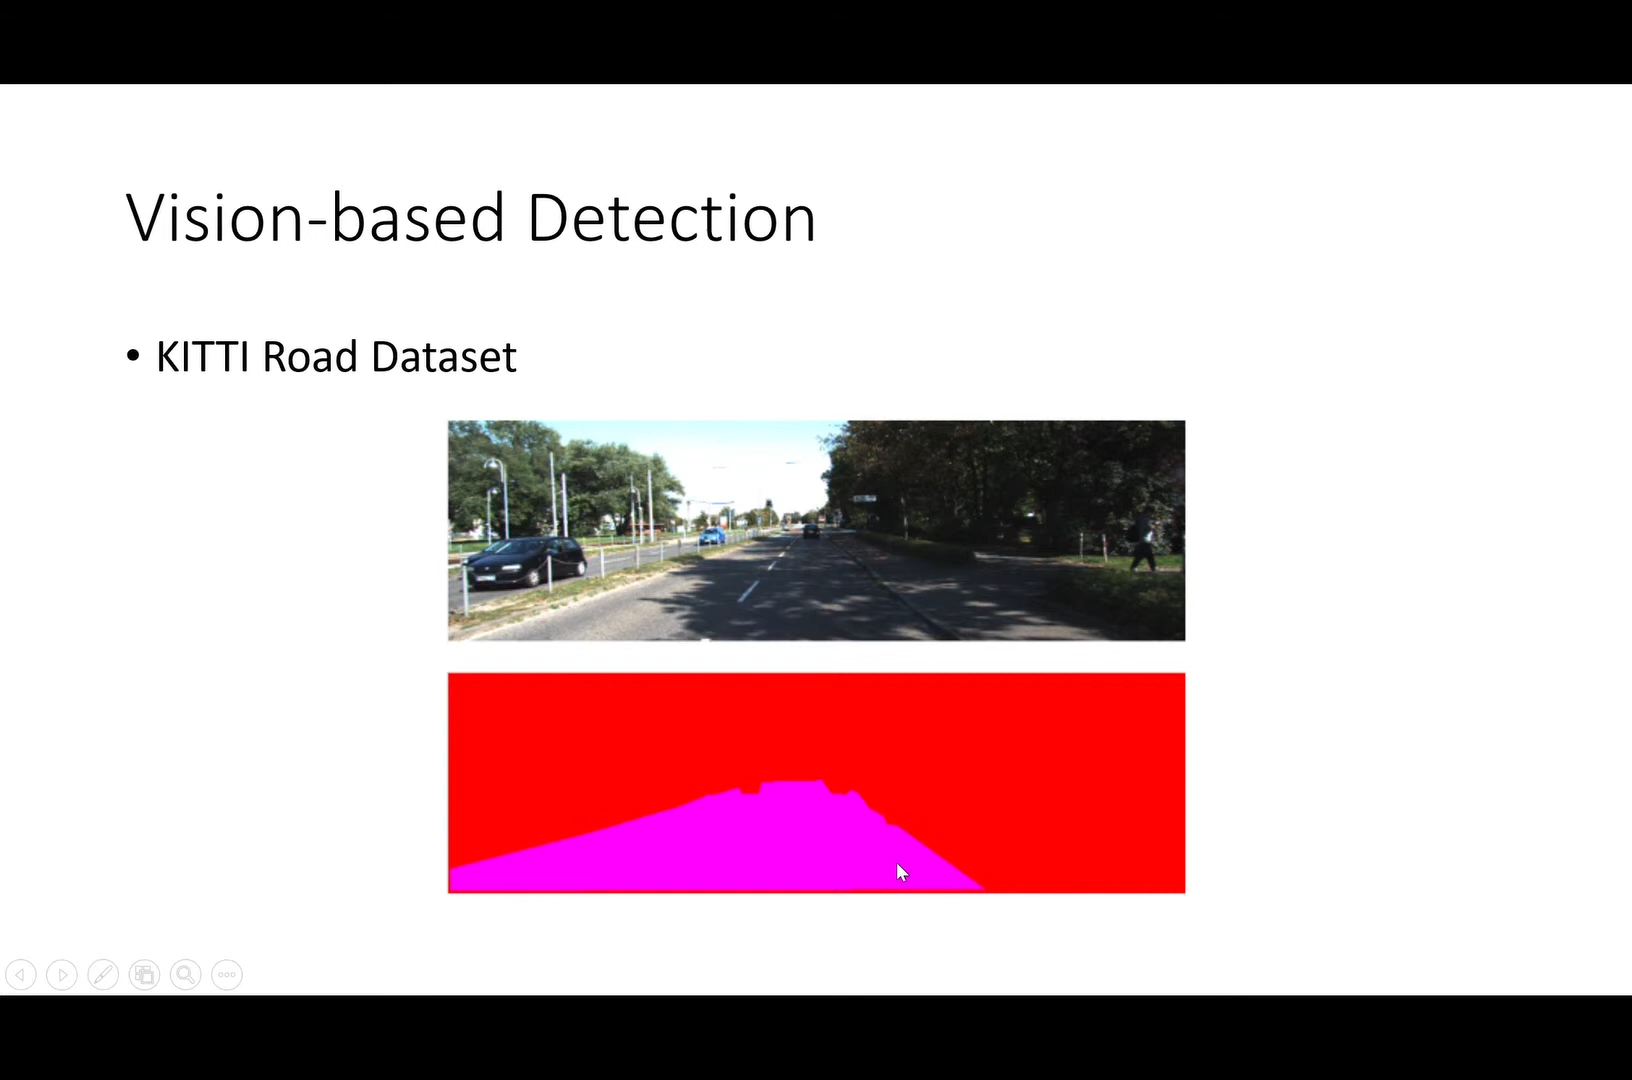 Vision-based Detection
• KITTI Road Dataset